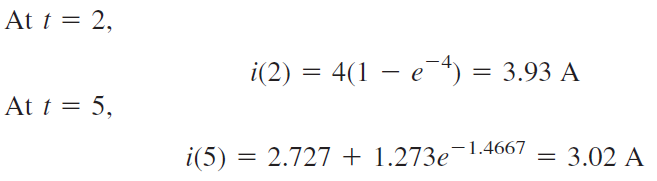 At t = 2,
i(2) = 4(1 − e⁻⁴) = 3.93 A
At t = 5,
i(5) = 2.727 + 1.273e⁻¹·⁴⁶⁶⁷ = 3.02 A